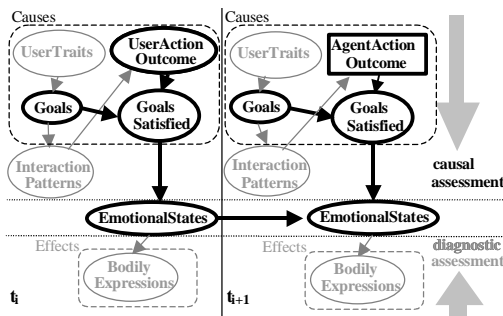 Causes
UserTraits
UserAction
Outcome
Goals
Goals
Satisfied
Interaction
Patterns
EmotionalStates
Effects
Bodily
Expressions
t i
Causes
UserTraits
AgentAction
Outcome
Goals
Goals
Satisfied
Interaction
Patterns
EmotionalStates
Effects
Bodily
Expressions
t i+1
causal
assessment
diagnostic
assessment